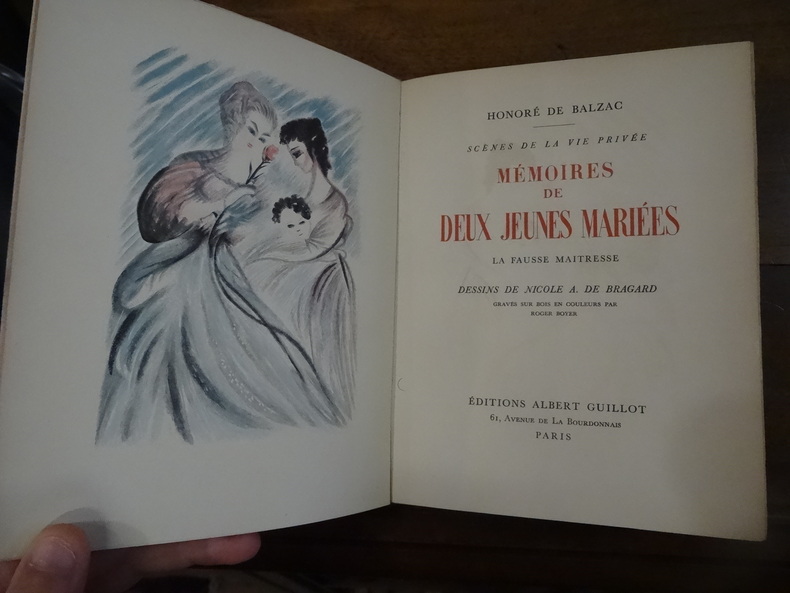 HONORÉ DE BALZAC
SCÈNES DE LA VIE PRIVÉE
MÉMOIRES
DE
DEUX JEUNES MARIÉES
LA FAUSSE MAITRESSE
DESSINS DE NICOLE A. DE BRAGARD
GRAVÉS SUR BOIS EN COULEURS PAR
ROGER BOYER
ÉDITIONS ALBERT GUILLOT
61, AVENUE DE LA BOURDONNAIS
PARIS